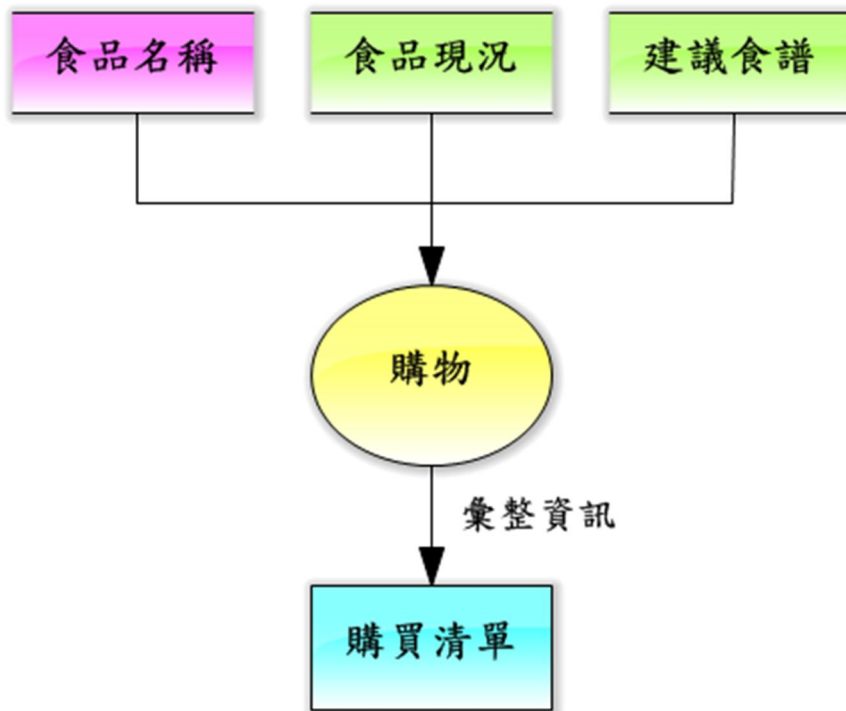 食品名稱
食品現況
建議食譜
購物
彙整資訊
購買清單